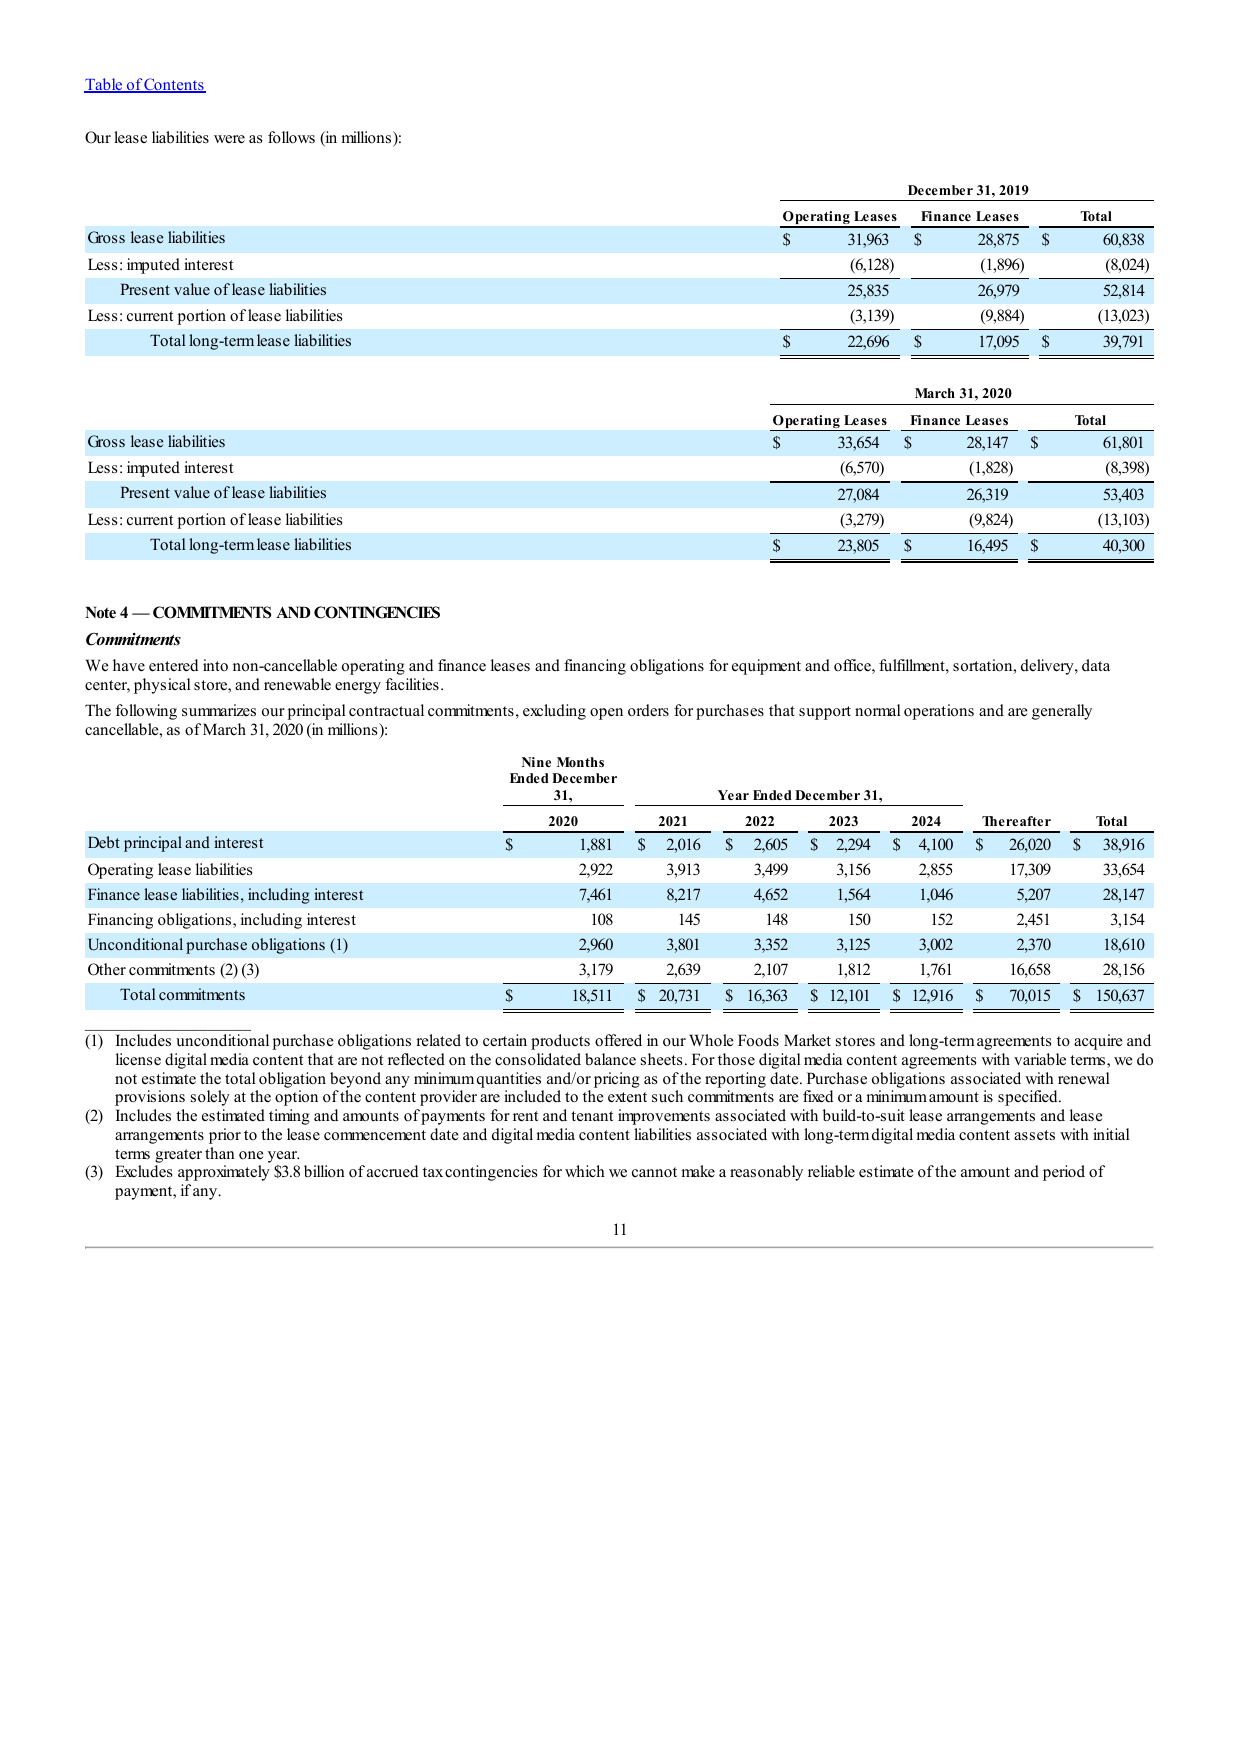 Table of Contents
Our lease liabilities were as follows (in millions):
December 31, 2019
Operating Leases Finance Leases Total
Gross lease liabilities $ 31,963 $ 28,875 $ 60,838
Less: imputed interest (6,128) (1,896) (8,024)
Present value of lease liabilities 25,835 26,979 52,814
Less: current portion of lease liabilities (3,139) (9,884) (13,023)
Total long-term lease liabilities $ 22,696 $ 17,095 $ 39,791
March 31, 2020
Operating Leases Finance Leases Total
Gross lease liabilities $ 33,654 $ 28,147 $ 61,801
Less: imputed interest (6,570) (1,828) (8,398)
Present value of lease liabilities 27,084 26,319 53,403
Less: current portion of lease liabilities (3,279) (9,824) (13,103)
Total long-term lease liabilities $ 23,805 $ 16,495 $ 40,300
Note 4 — COMMITMENTS AND CONTINGENCIES
Commitments
We have entered into non-cancellable operating and finance leases and financing obligations for equipment and office, fulfillment, sortation, delivery, data
center, physical store, and renewable energy facilities.
The following summarizes our principal contractual commitments, excluding open orders for purchases that support normal operations and are generally
cancellable, as of March 31, 2020 (in millions):
Nine Months
Ended December
31, Year Ended December 31,
2020 2021 2022 2023 2024 Thereafter Total
Debt principal and interest $ 1,881 $ 2,016 $ 2,605 $ 2,294 $ 4,100 $ 26,020 $ 38,916
Operating lease liabilities 2,922 3,913 3,499 3,156 2,855 17,309 33,654
Finance lease liabilities, including interest 7,461 8,217 4,652 1,564 1,046 5,207 28,147
Financing obligations, including interest 108 145 148 150 152 2,451 3,154
Unconditional purchase obligations (1) 2,960 3,801 3,352 3,125 3,002 2,370 18,610
Other commitments (2) (3) 3,179 2,639 2,107 1,812 1,761 16,658 28,156
Total commitments $ 18,511 $ 20,731 $ 16,363 $ 12,101 $ 12,916 $ 70,015 $ 150,637
(1) Includes unconditional purchase obligations related to certain products offered in our Whole Foods Market stores and long-term agreements to acquire and
license digital media content that are not reflected on the consolidated balance sheets. For those digital media content agreements with variable terms, we do
not estimate the total obligation beyond any minimum quantities and/or pricing as of the reporting date. Purchase obligations associated with renewal
provisions solely at the option of the content provider are included to the extent such commitments are fixed or a minimum amount is specified.
(2) Includes the estimated timing and amounts of payments for rent and tenant improvements associated with build-to-suit lease arrangements and lease
arrangements prior to the lease commencement date and digital media content liabilities associated with long-term digital media content assets with initial
terms greater than one year.
(3) Excludes approximately $3.8 billion of accrued tax contingencies for which we cannot make a reasonably reliable estimate of the amount and period of
payment, if any.
11